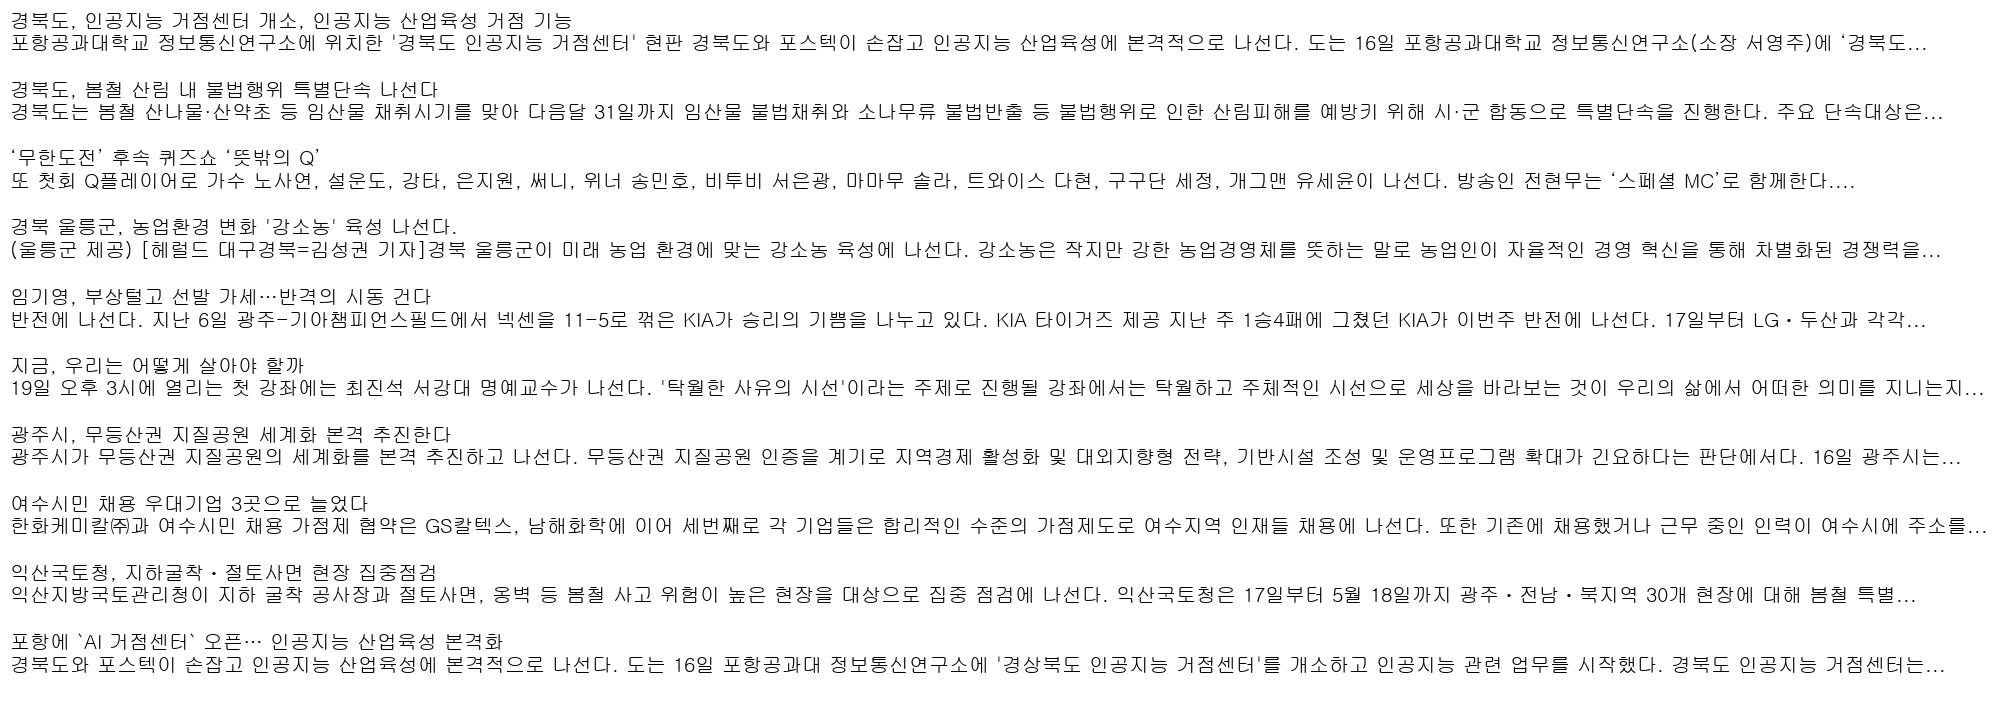 경북도, 인공지능 거점센터 개소, 인공지능 산업육성 거점 기능
포항공과대학교 정보통신연구소에 위치한 '경북도 인공지능 거점센터' 현판 경북도와 포스텍이 손잡고 인공지능 산업육성에 본격적으로 나선다. 도는 16일 포항공과대학교 정보통신연구소(소장 서영주)에 ‘경북도...
경북도, 봄철 산림 내 불법행위 특별단속 나선다
경북도는 봄철 산나물·산약초 등 임산물 채취시기를 맞아 다음달 31일까지 임산물 불법채취와 소나무류 불법반출 등 불법행위로 인한 산림피해를 예방키 위해 시·군 합동으로 특별단속을 진행한다. 주요 단속대상은...
‘무한도전’ 후속 퀴즈쇼 ‘뜻밖의 Q’
또 첫회 Q플레이어로 가수 노사연, 설운도, 강타, 은지원, 써니, 위너 송민호, 비투비 서은광, 마마무 솔라, 트와이스 다현, 구구단 세정, 개그맨 유세윤이 나선다. 방송인 전현무는 ‘스페셜 MC’로 함께한다....
경북 울릉군, 농업환경 변화 '강소농' 육성 나선다.
(울릉군 제공) [헤럴드 대구경북=김성권 기자]경북 울릉군이 미래 농업 환경에 맞는 강소농 육성에 나선다. 강소농은 작지만 강한 농업경영체를 뜻하는 말로 농업인이 자율적인 경영 혁신을 통해 차별화된 경쟁력을...
임기영, 부상털고 선발 가세…반격의 시동 건다
반전에 나선다. 지난 6일 광주-기아챔피언스필드에서 넥센을 11-5로 꺾은 KIA가 승리의 기쁨을 나누고 있다. KIA 타이거즈 제공 지난 주 1승4패에 그쳤던 KIA가 이번주 반전에 나선다. 17일부터 LG·두산과 각각...
지금, 우리는 어떻게 살아야 할까
19일 오후 3시에 열리는 첫 강좌에는 최진석 서강대 명예교수가 나선다. '탁월한 사유의 시선'이라는 주제로 진행될 강좌에서는 탁월하고 주체적인 시선으로 세상을 바라보는 것이 우리의 삶에서 어떠한 의미를 지니는지...
광주시, 무등산권 지질공원 세계화 본격 추진한다
광주시가 무등산권 지질공원의 세계화를 본격 추진하고 나선다. 무등산권 지질공원 인증을 계기로 지역경제 활성화 및 대외지향형 전략, 기반시설 조성 및 운영프로그램 확대가 긴요하다는 판단에서다. 16일 광주시는...
여수시민 채용 우대기업 3곳으로 늘었다
한화케미칼㈜과 여수시민 채용 가점제 협약은 GS칼텍스, 남해화학에 이어 세번째로 각 기업들은 합리적인 수준의 가점제도로 여수지역 인재들 채용에 나선다. 또한 기존에 채용했거나 근무 중인 인력이 여수시에 주소를...
익산국토청, 지하굴착·절토사면 현장 집중점검
익산지방국토관리청이 지하 굴착 공사장과 절토사면, 옹벽 등 봄철 사고 위험이 높은 현장을 대상으로 집중 점검에 나선다. 익산국토청은 17일부터 5월 18일까지 광주·전남·북지역 30개 현장에 대해 봄철 특별...
포항에 `AI 거점센터` 오픈… 인공지능 산업육성 본격화
경북도와 포스텍이 손잡고 인공지능 산업육성에 본격적으로 나선다. 도는 16일 포항공과대 정보통신연구소에 '경상북도 인공지능 거점센터'를 개소하고 인공지능 관련 업무를 시작했다. 경북도 인공지능 거점센터는...